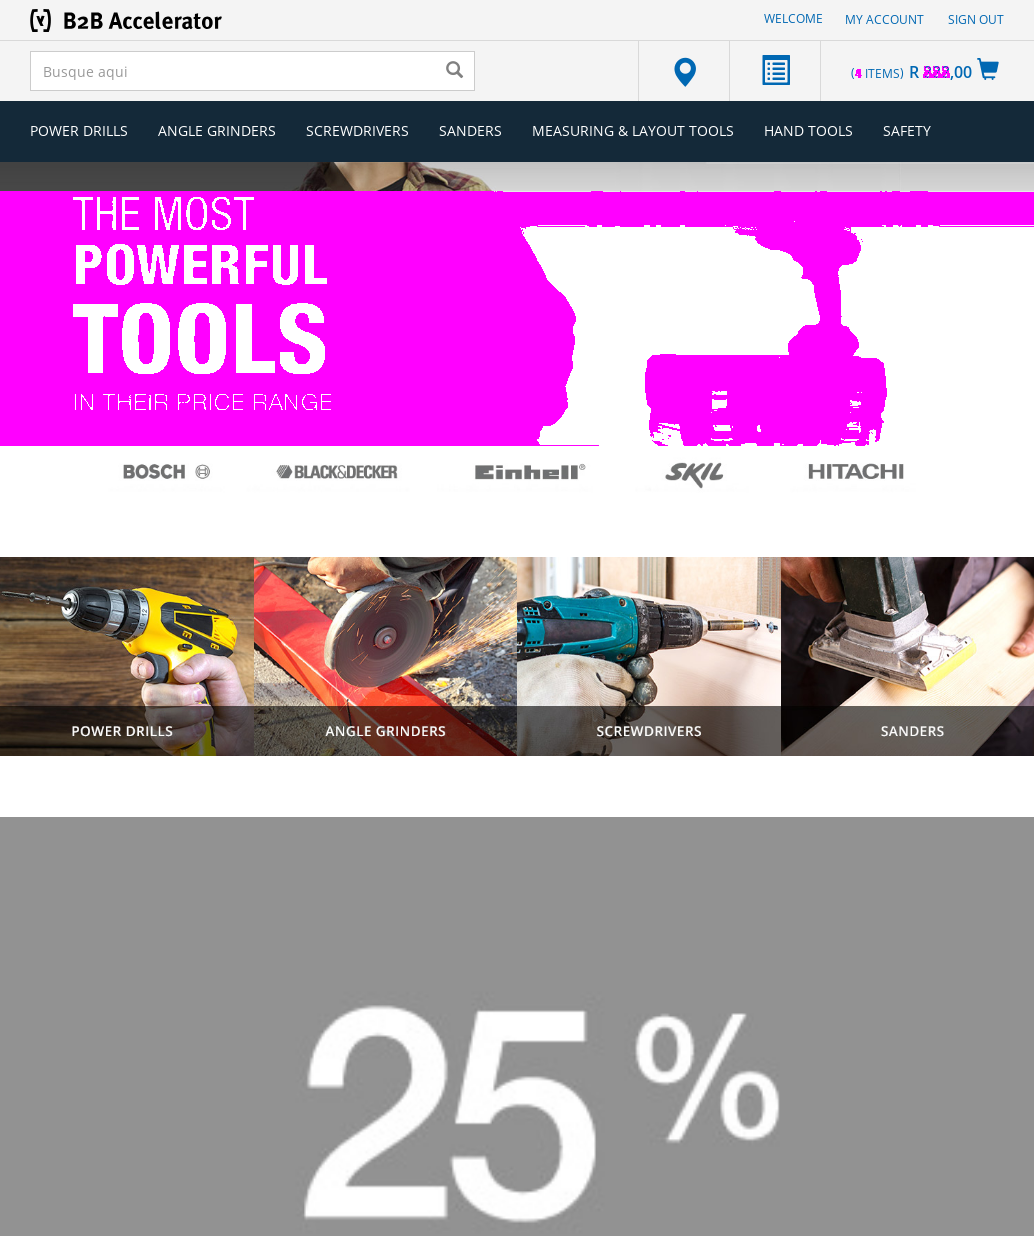 B2B Accelerator
WELCOME MY ACCOUNT SIGN OUT
Busque aqui
ITEMS) R ,00
POWER DRILLS ANGLE GRINDERS SCREWDRIVERS SANDERS MEASURING & LAYOUT TOOLS HAND TOOLS SAFETY
THE MOST
POWERFUL
TOOLS
IN THEIR PRICE RANGE
BOSCH BLACK&DECKER Einhell® SKIL HITACHI
POWER DRILLS ANGLE GRINDERS SCREWDRIVERS SANDERS
25%